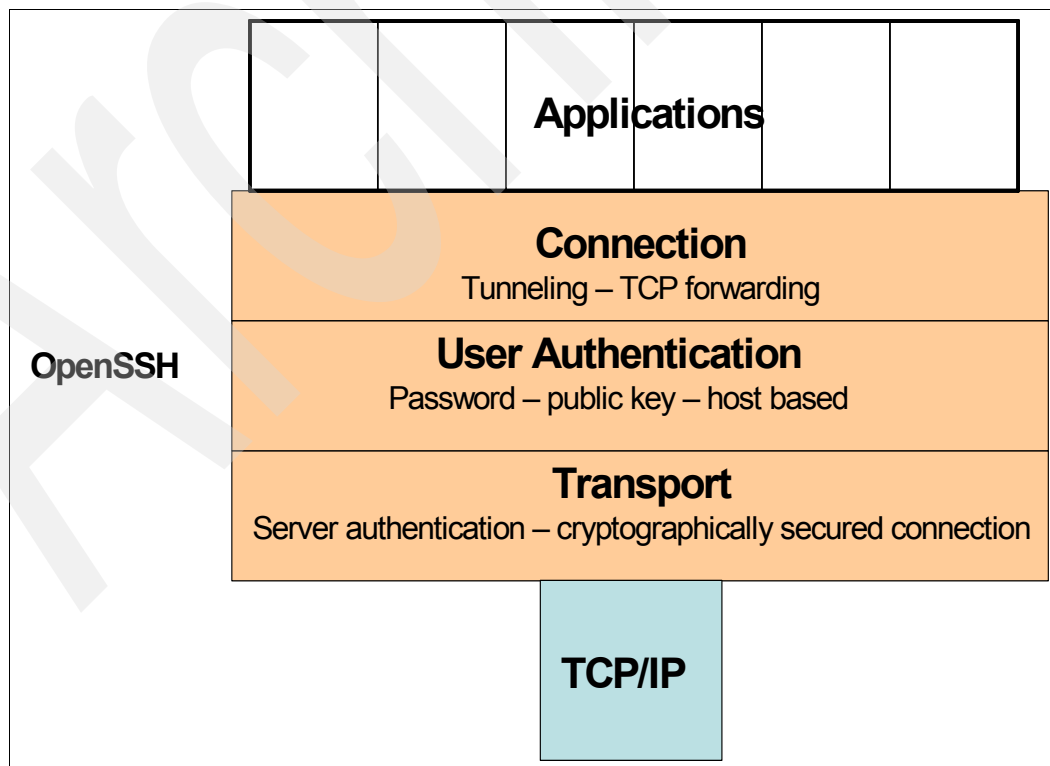 Applications
Connection
Tunneling – TCP forwarding
OpenSSH
User Authentication
Password – public key – host based
Transport
Server authentication – cryptographically secured connection
TCP/IP